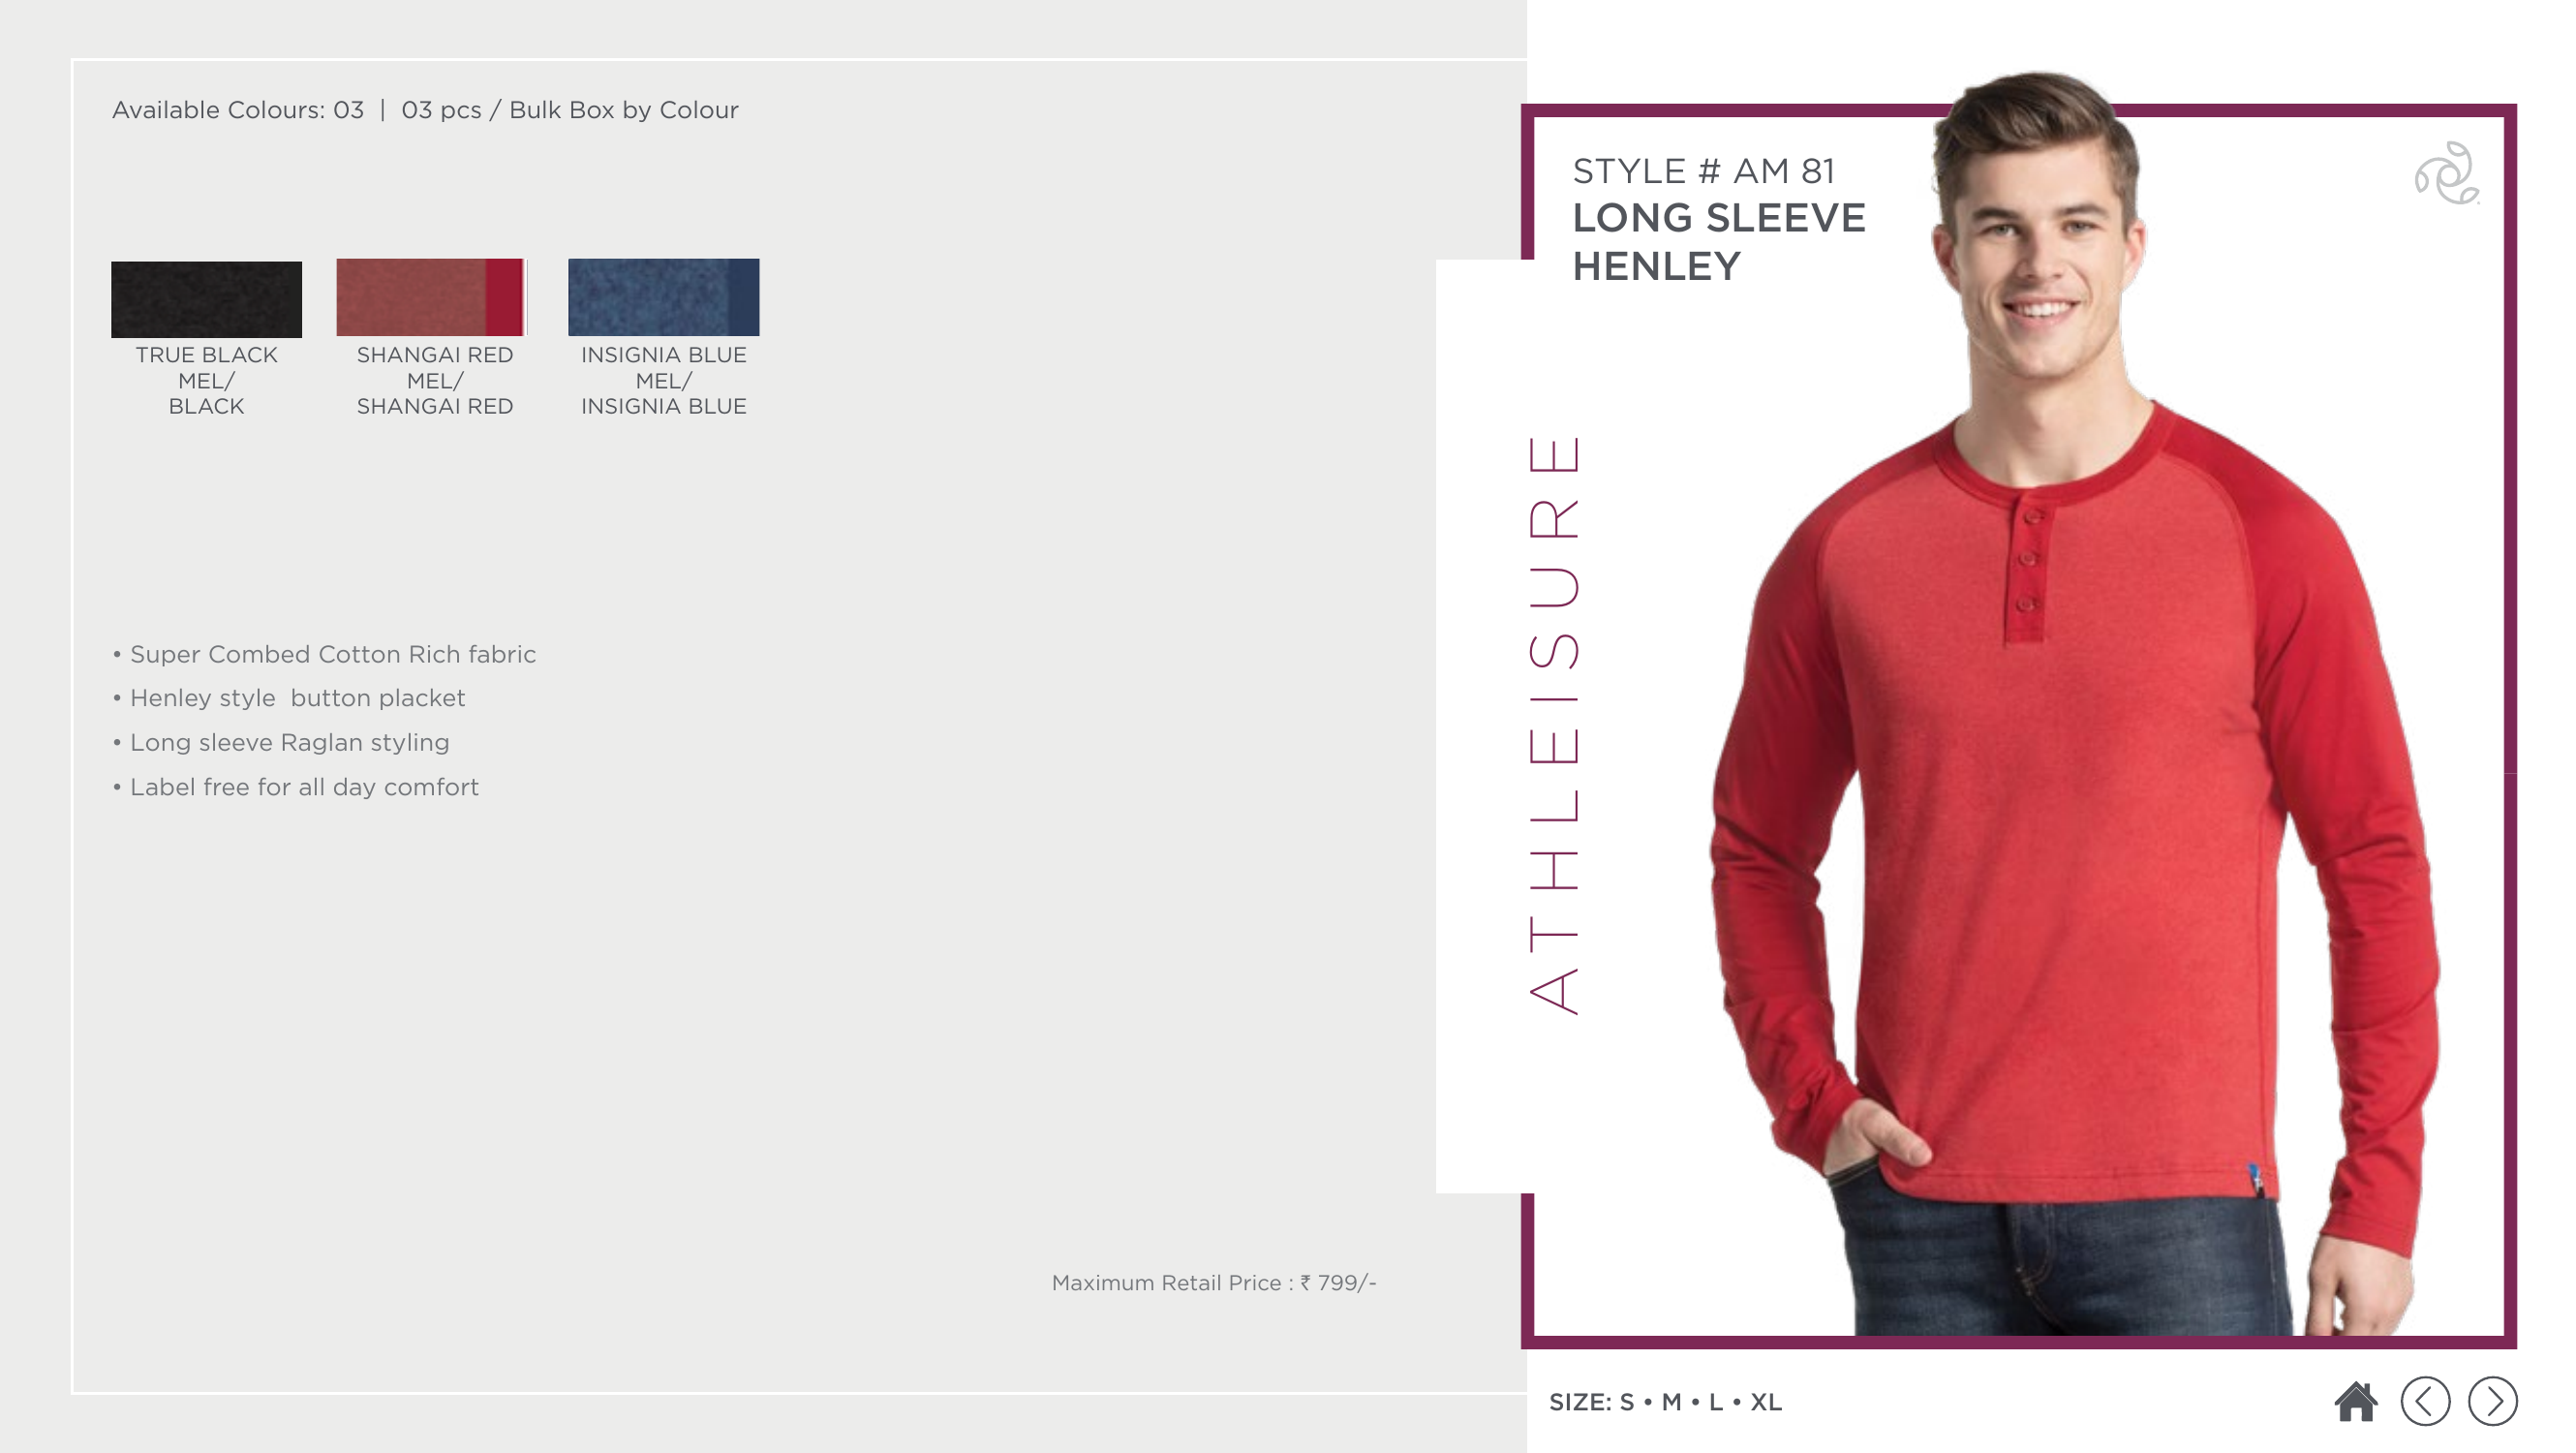 Available Colours: 03 | 03 pcs / Bulk Box by Colour
TRUE BLACK
MEL/
BLACK
SHANGAI RED
MEL/
SHANGAI RED
INSIGNIA BLUE
MEL/
INSIGNIA BLUE
• Super Combed Cotton Rich fabric
• Henley style button placket
• Long sleeve Raglan styling
• Label free for all day comfort
Maximum Retail Price : ₹ 799/-
STYLE # AM 81
LONG SLEEVE
HENLEY
ATHLEISURE
SIZE: S • M • L • XL